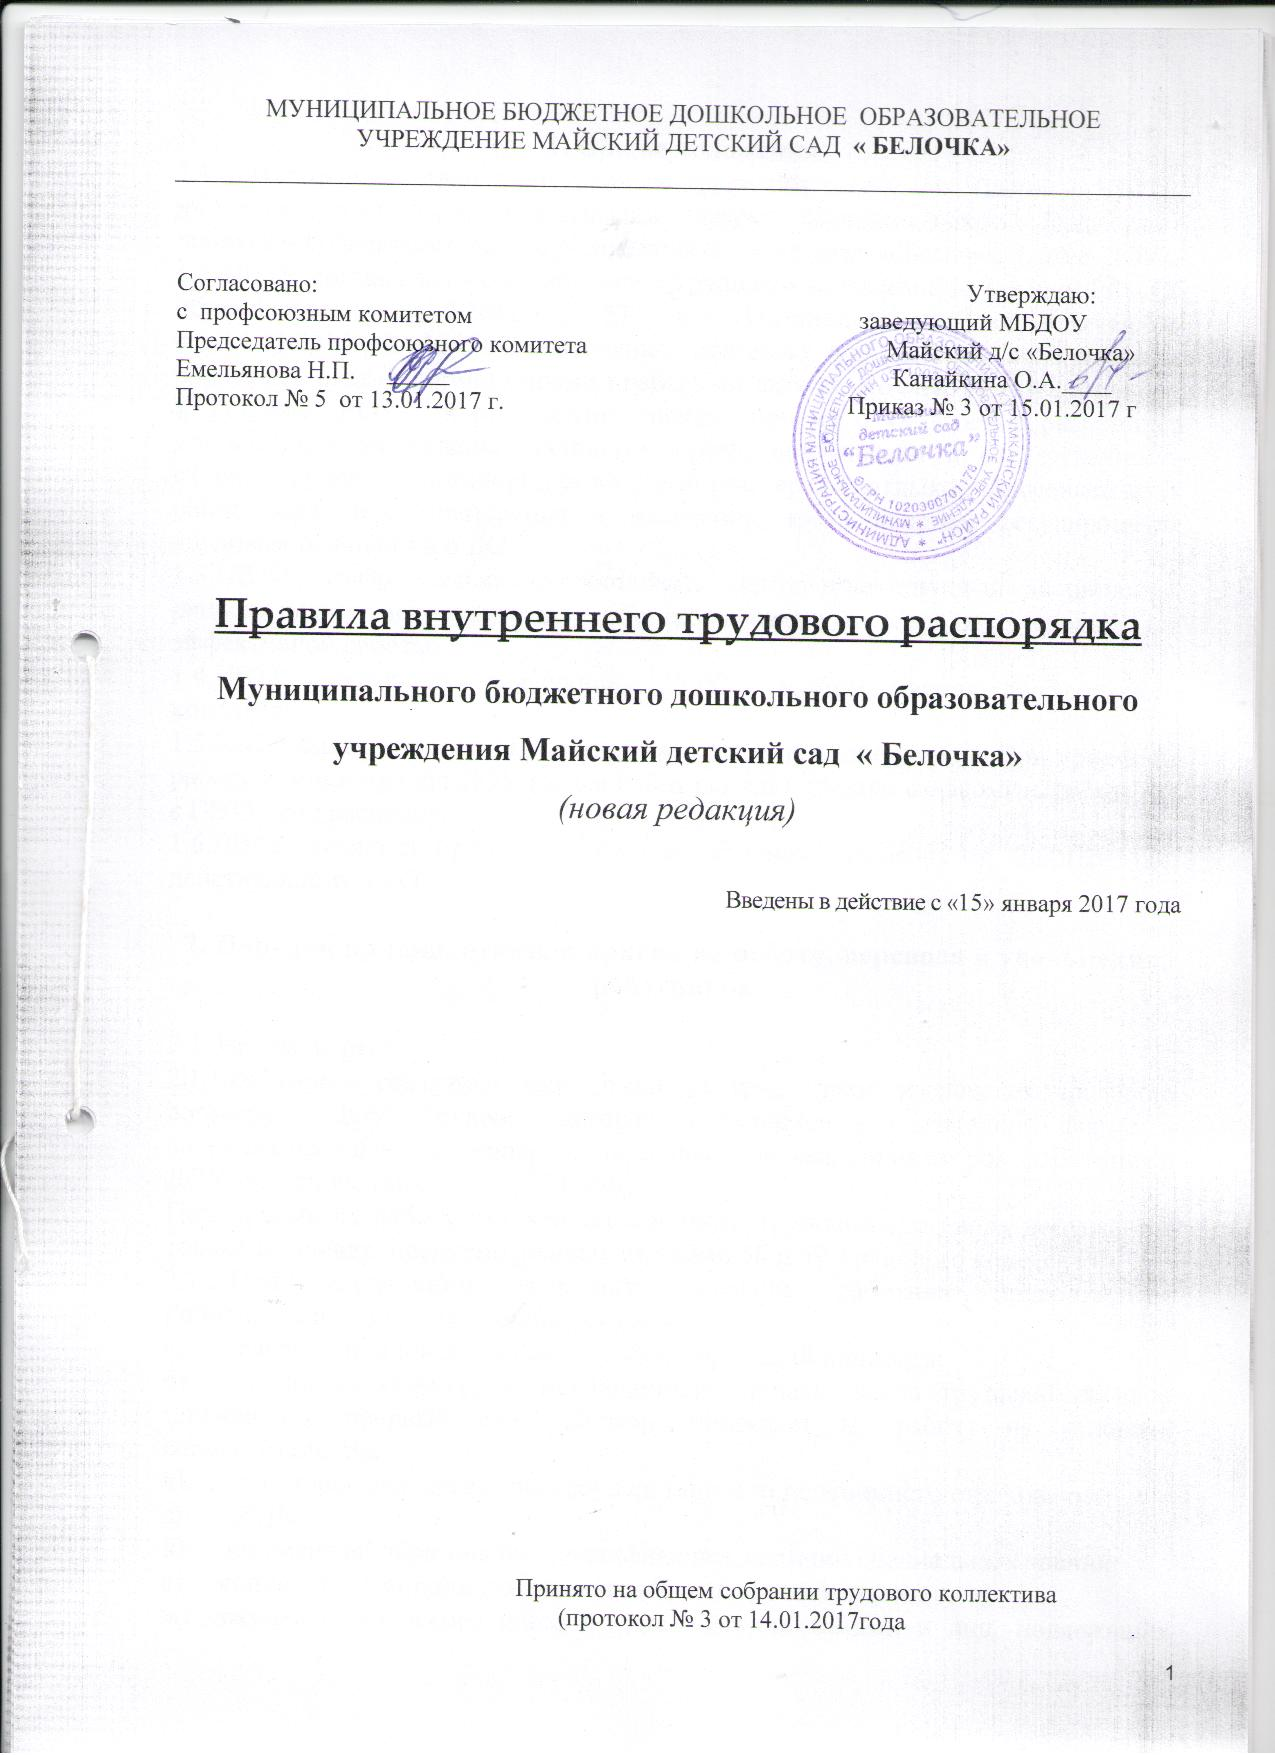 МУНИЦИПАЛЬНОЕ БЮДЖЕТНОЕ ДОШКОЛЬНОЕ ОБРАЗОВАТЕЛЬНОЕ
УЧРЕЖДЕНИЕ МАЙСКИЙ ДЕТСКИЙ САД « БЕЛОЧКА»
Согласовано:
с профсоюзным комитетом
Председатель профсоюзного комитета
Емельянова Н.П.
Протокол № 5 от 13.01.2017 г.
Утверждаю:
заведующий МБДОУ
Майский д/с «Белочка»
Канайкина О.А.
Приказ № 3 от 15.01.2017 г
детский сад
“Белочка”
ОГРН 1020300701178
Правила внутреннего трудового распорядка
Муниципального бюджетного дошкольного образовательного
учреждения Майский детский сад « Белочка»
(новая редакция)
Введены в действие с «15» января 2017 года
Принято на общем собрании трудового коллектива
(протокол № 3 от 14.01.2017года
1